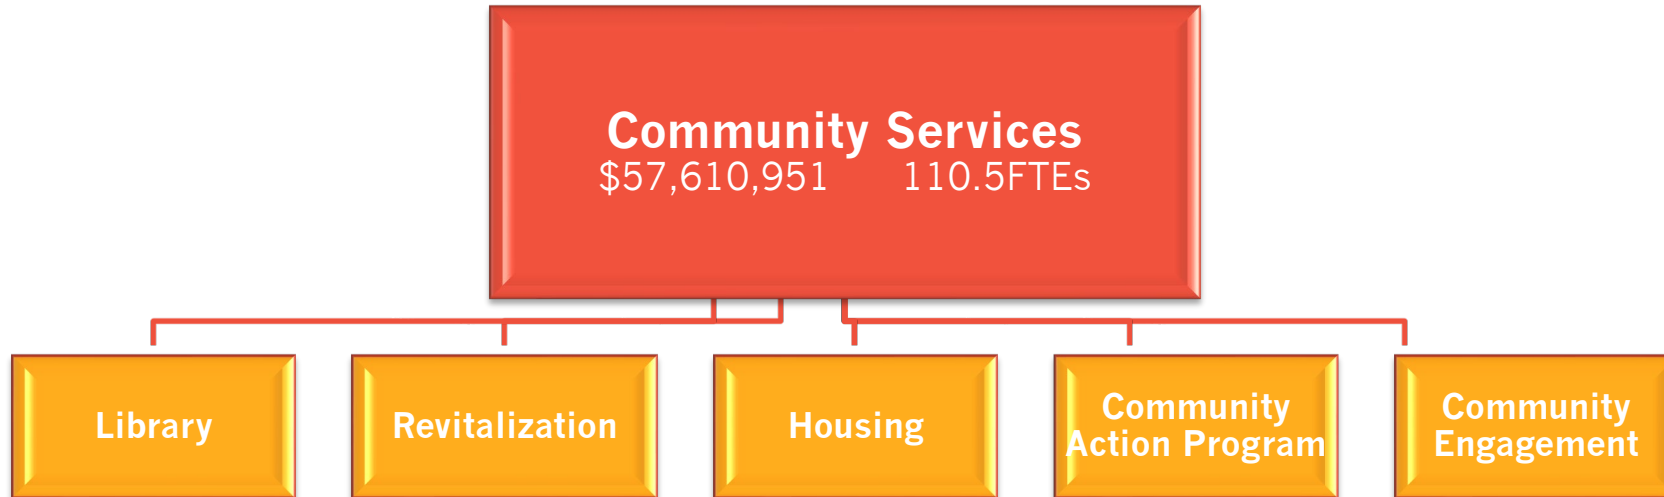 Community Services
$57,610,951 110.5FTEs
Library
Revitalization
Housing
Community
Action Program
Community
Engagement